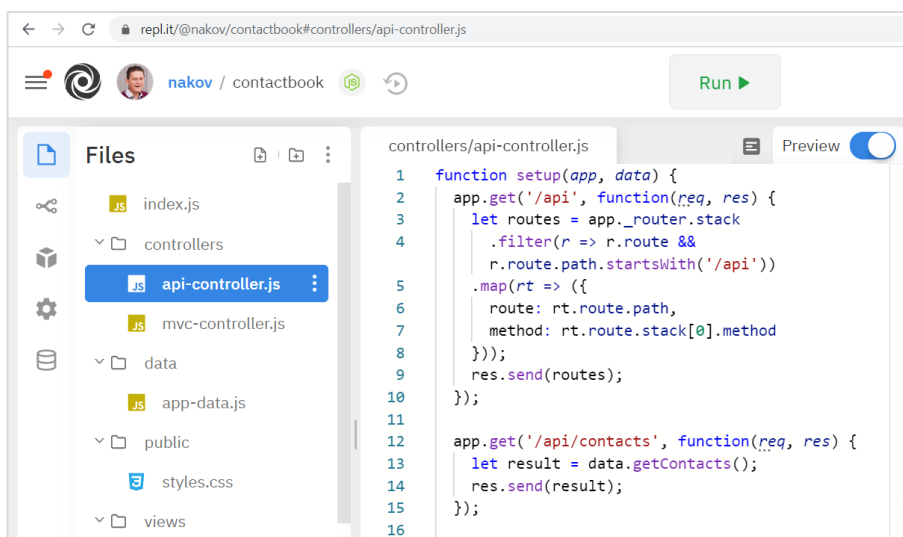 repl.it/@nakov/contactbook#controllers/api-controller.js
nakov / contactbook JS
Run
Files
JS index.js
controllers
JS api-controller.js
JS mvc-controller.js
data
JS app-data.js
public
styles.css
views
controllers/api-controller.js
Preview
1 function setup(app, data) {
2 app.get('/api', function(req, res) {
3 let routes = app._router.stack
4 .filter(r => r.route &&
r.route.path.startsWith('/api'))
5 .map(rt => ({
6 route: rt.route.path,
7 method: rt.route.stack[0].method
8 }));
9 res.send(routes);
10 });
11
12 app.get('/api/contacts', function(req, res) {
13 let result = data.getContacts();
14 res.send(result);
15 });
16